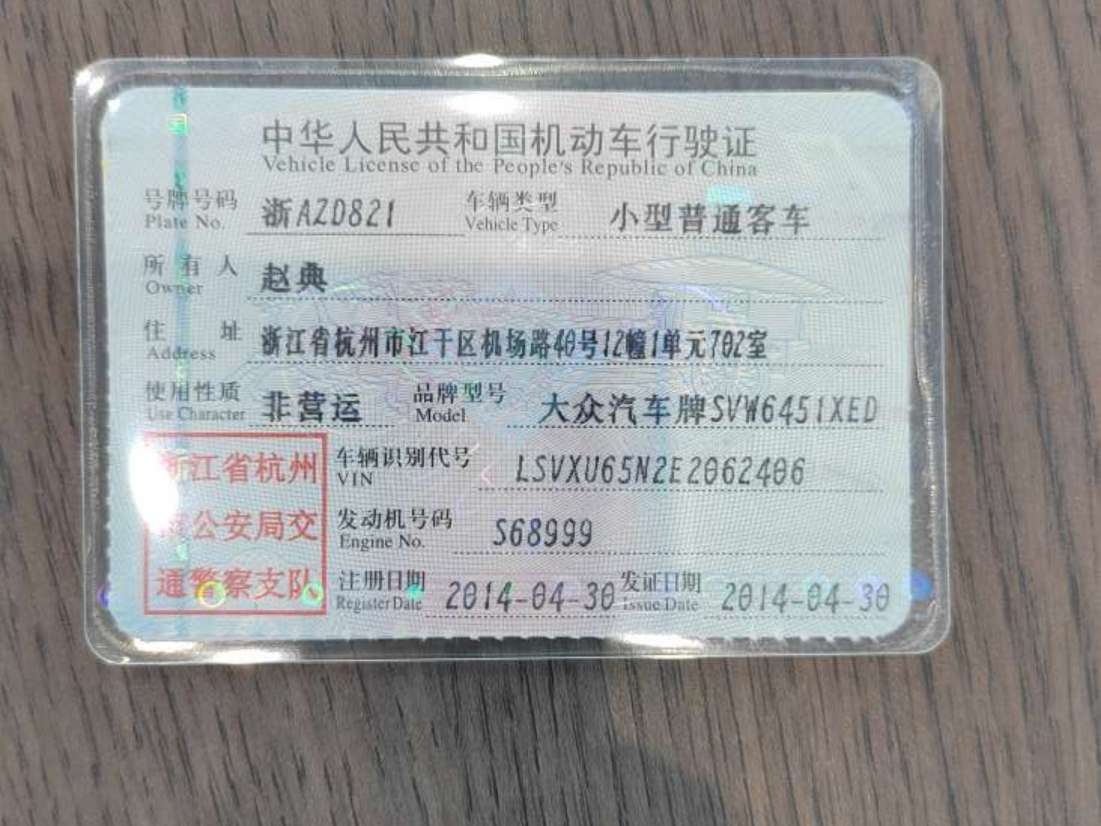 中华人民共和国机动车行驶证
Vehicle License of the People's Republic of China
号牌号码 浙AZD821 车辆类型 小型普通客车
Plate No. Vehicle Type
所有人 赵典
Owner
住址 浙江省杭州市江干区机场路40号12幢1单元702室
Address
使用性质 非营运 品牌型号 大众汽车牌SVW6451XED
Use Character Model
浙江省杭州
市公安局交
通警察支队
车辆识别代号 LSVXU65N2E2062406
VIN
发动机号码 S68999
Engine No.
注册日期 2014-04-30 发证日期 2014-04-30
Register Date Issue Date